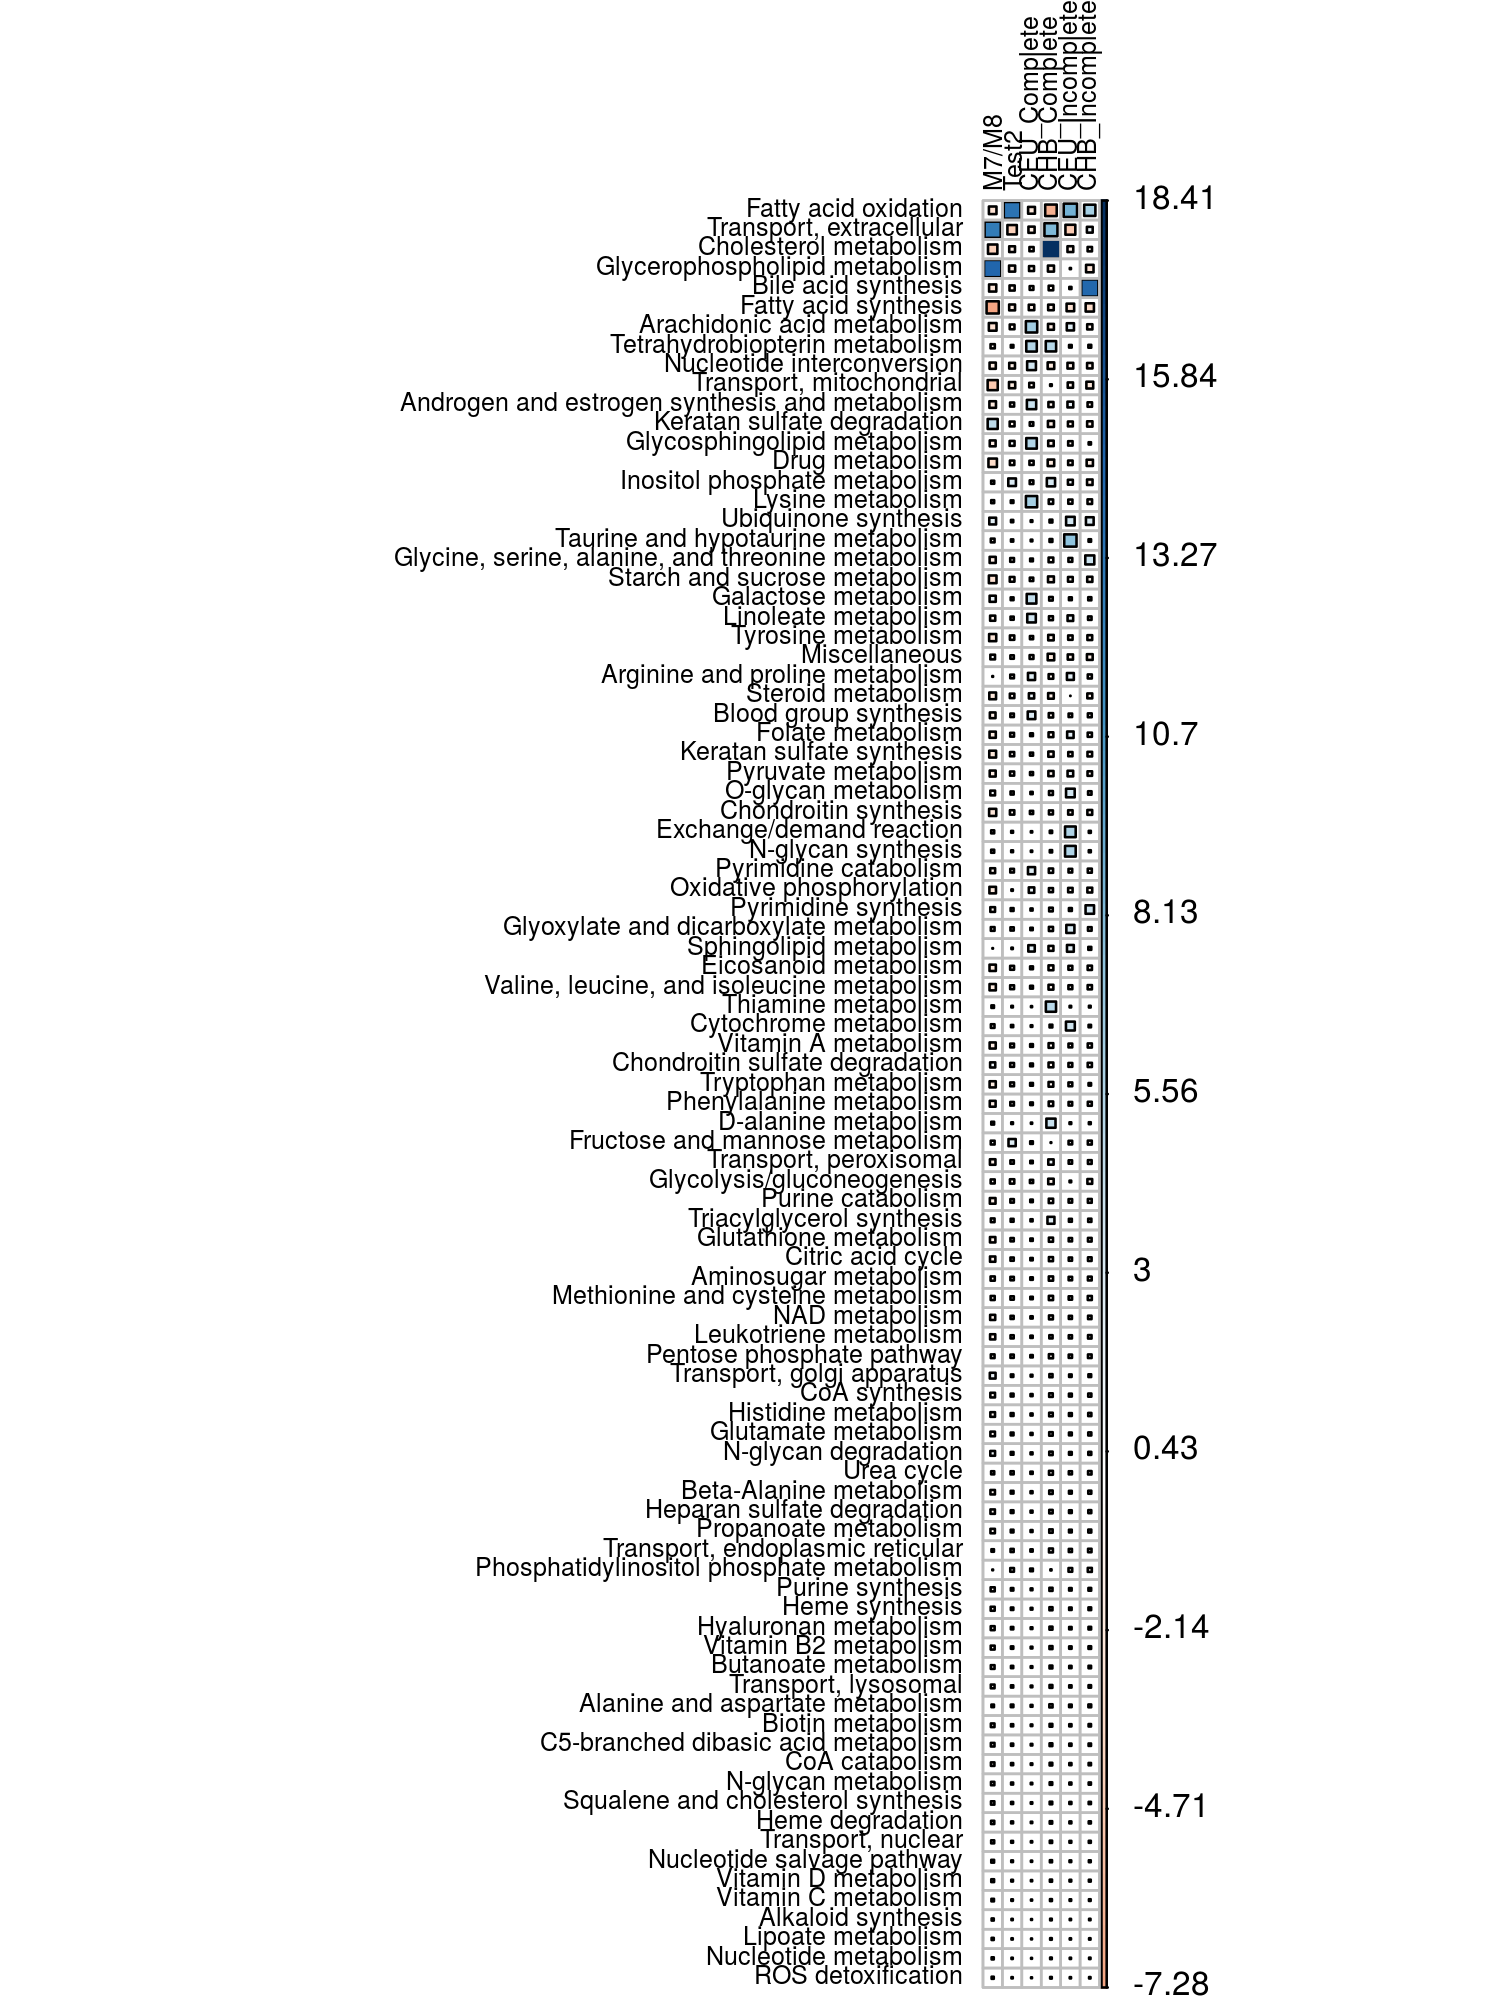 M7/M8
Test2
CEU_Complete
CHB_Complete
CEU_Incomplete
CHB_Incomplete
Fatty acid oxidation
Transport, extracellular
Cholesterol metabolism
Glycerophospholipid metabolism
Bile acid synthesis
Fatty acid synthesis
Arachidonic acid metabolism
Tetrahydrobiopterin metabolism
Nucleotide interconversion
Transport, mitochondrial
Androgen and estrogen synthesis and metabolism
Keratan sulfate degradation
Glycosphingolipid metabolism
Drug metabolism
Inositol phosphate metabolism
Lysine metabolism
Ubiquinone synthesis
Taurine and hypotaurine metabolism
Glycine, serine, alanine, and threonine metabolism
Starch and sucrose metabolism
Galactose metabolism
Linoleate metabolism
Tyrosine metabolism
Miscellaneous
Arginine and proline metabolism
Steroid metabolism
Blood group synthesis
Folate metabolism
Keratan sulfate synthesis
Pyruvate metabolism
O-glycan metabolism
Chondroitin synthesis
Exchange/demand reaction
N-glycan synthesis
Pyrimidine catabolism
Oxidative phosphorylation
Pyrimidine synthesis
Glyoxylate and dicarboxylate metabolism
Sphingolipid metabolism
Eicosanoid metabolism
Valine, leucine, and isoleucine metabolism
Thiamine metabolism
Cytochrome metabolism
Vitamin A metabolism
Chondroitin sulfate degradation
Tryptophan metabolism
Phenylalanine metabolism
D-alanine metabolism
Fructose and mannose metabolism
Transport, peroxisomal
Glycolysis/gluconeogenesis
Purine catabolism
Triacylglycerol synthesis
Glutathione metabolism
Citric acid cycle
Aminosugar metabolism
Methionine and cysteine metabolism
NAD metabolism
Leukotriene metabolism
Pentose phosphate pathway
Transport, golgi apparatus
CoA synthesis
Histidine metabolism
Glutamate metabolism
N-glycan degradation
Urea cycle
Beta-Alanine metabolism
Heparan sulfate degradation
Propanoate metabolism
Transport, endoplasmic reticular
Phosphatidylinositol phosphate metabolism
Purine synthesis
Heme synthesis
Hyaluronan metabolism
Vitamin B2 metabolism
Butanoate metabolism
Transport, lysosomal
Alanine and aspartate metabolism
Biotin metabolism
C5-branched dibasic acid metabolism
CoA catabolism
N-glycan metabolism
Squalene and cholesterol synthesis
Heme degradation
Transport, nuclear
Nucleotide salvage pathway
Vitamin D metabolism
Vitamin C metabolism
Alkaloid synthesis
Lipoate metabolism
Nucleotide metabolism
ROS detoxification
18.41
15.84
13.27
10.7
8.13
5.56
3
0.43
-2.14
-4.71
-7.28